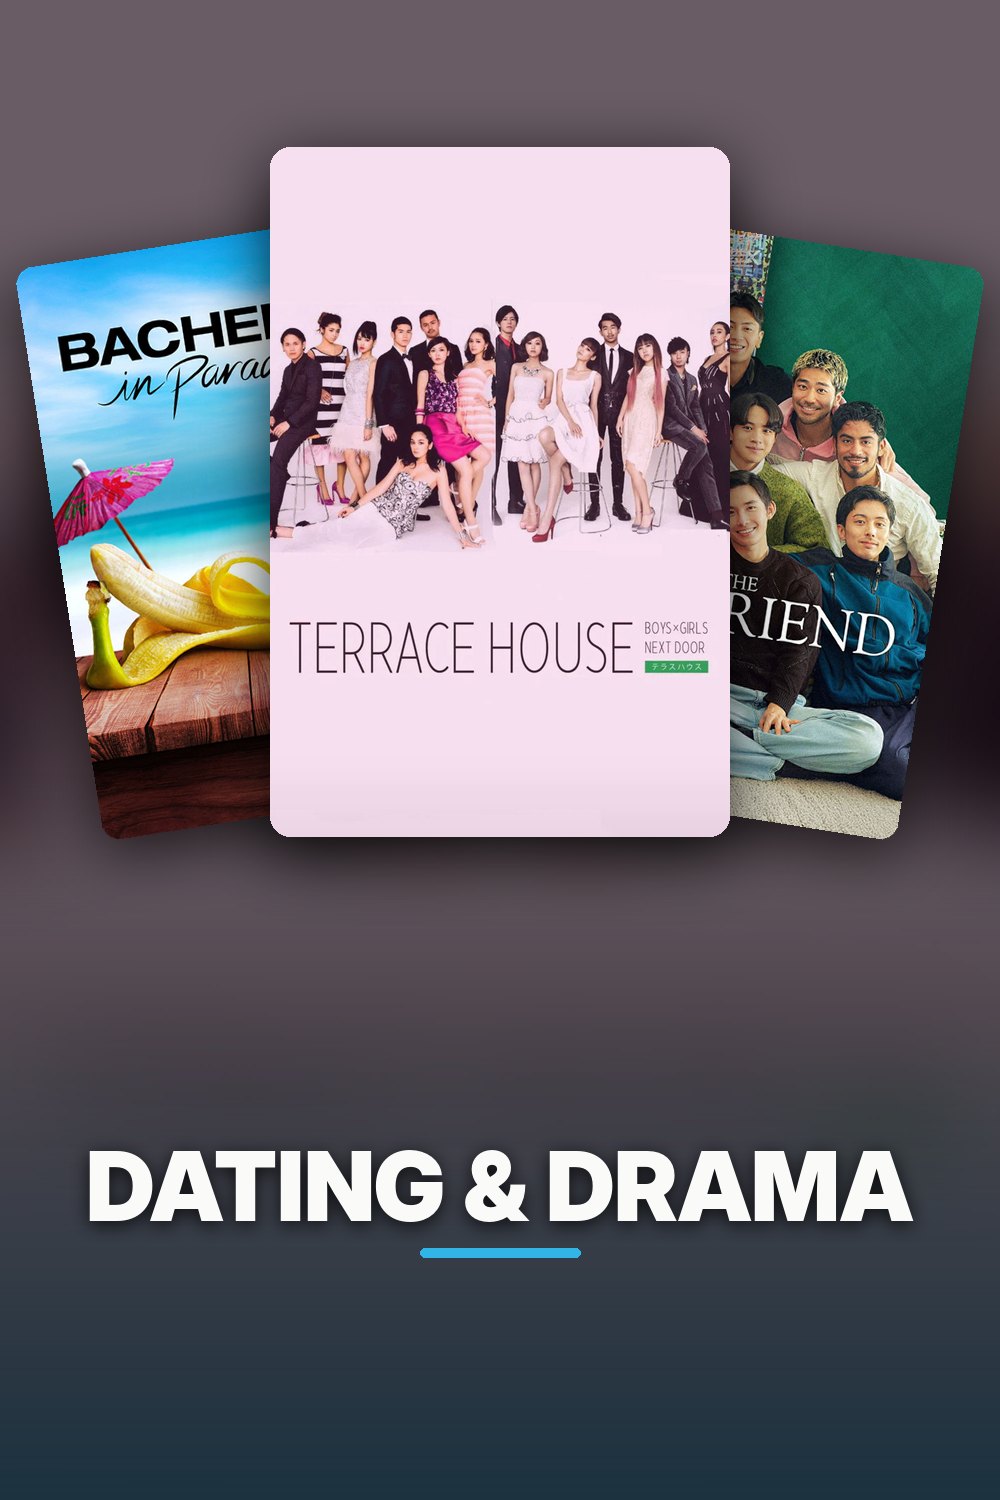 BACHE
in Parad
TERRACE HOUSE
BOYS×GIRLS
NEXT DOOR
テラスハウス
THE
RIEND
DATING & DRAMA